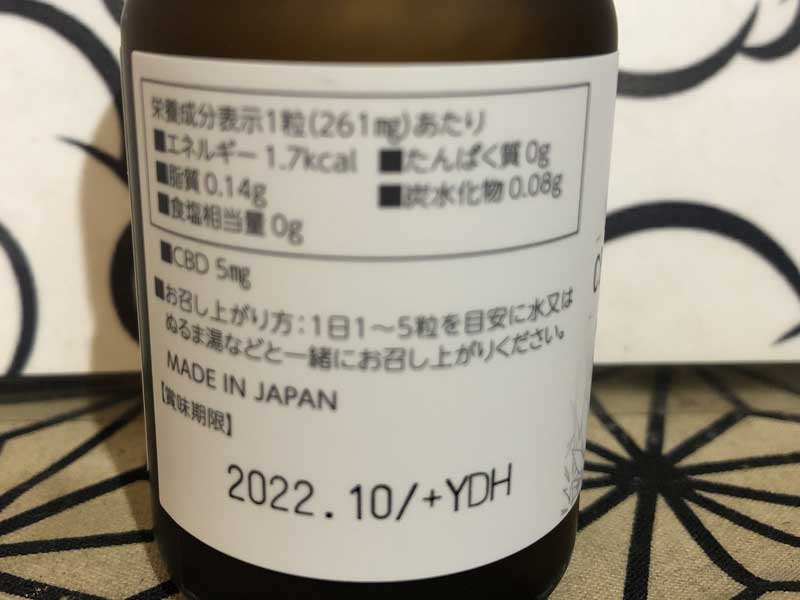 栄養成分表示1粒(261mg)あたり
■エネルギー 1.7kcal ■たんぱく質 0g
■脂質 0.14g ■炭水化物 0.08g
■食塩相当量 0g
■CBD 5mg
■お召し上がり方:1日1〜5粒を目安に水又は
ぬるま湯などと一緒にお召し上がりください。
MADE IN JAPAN
【賞味期限】
2022.10/+YDH